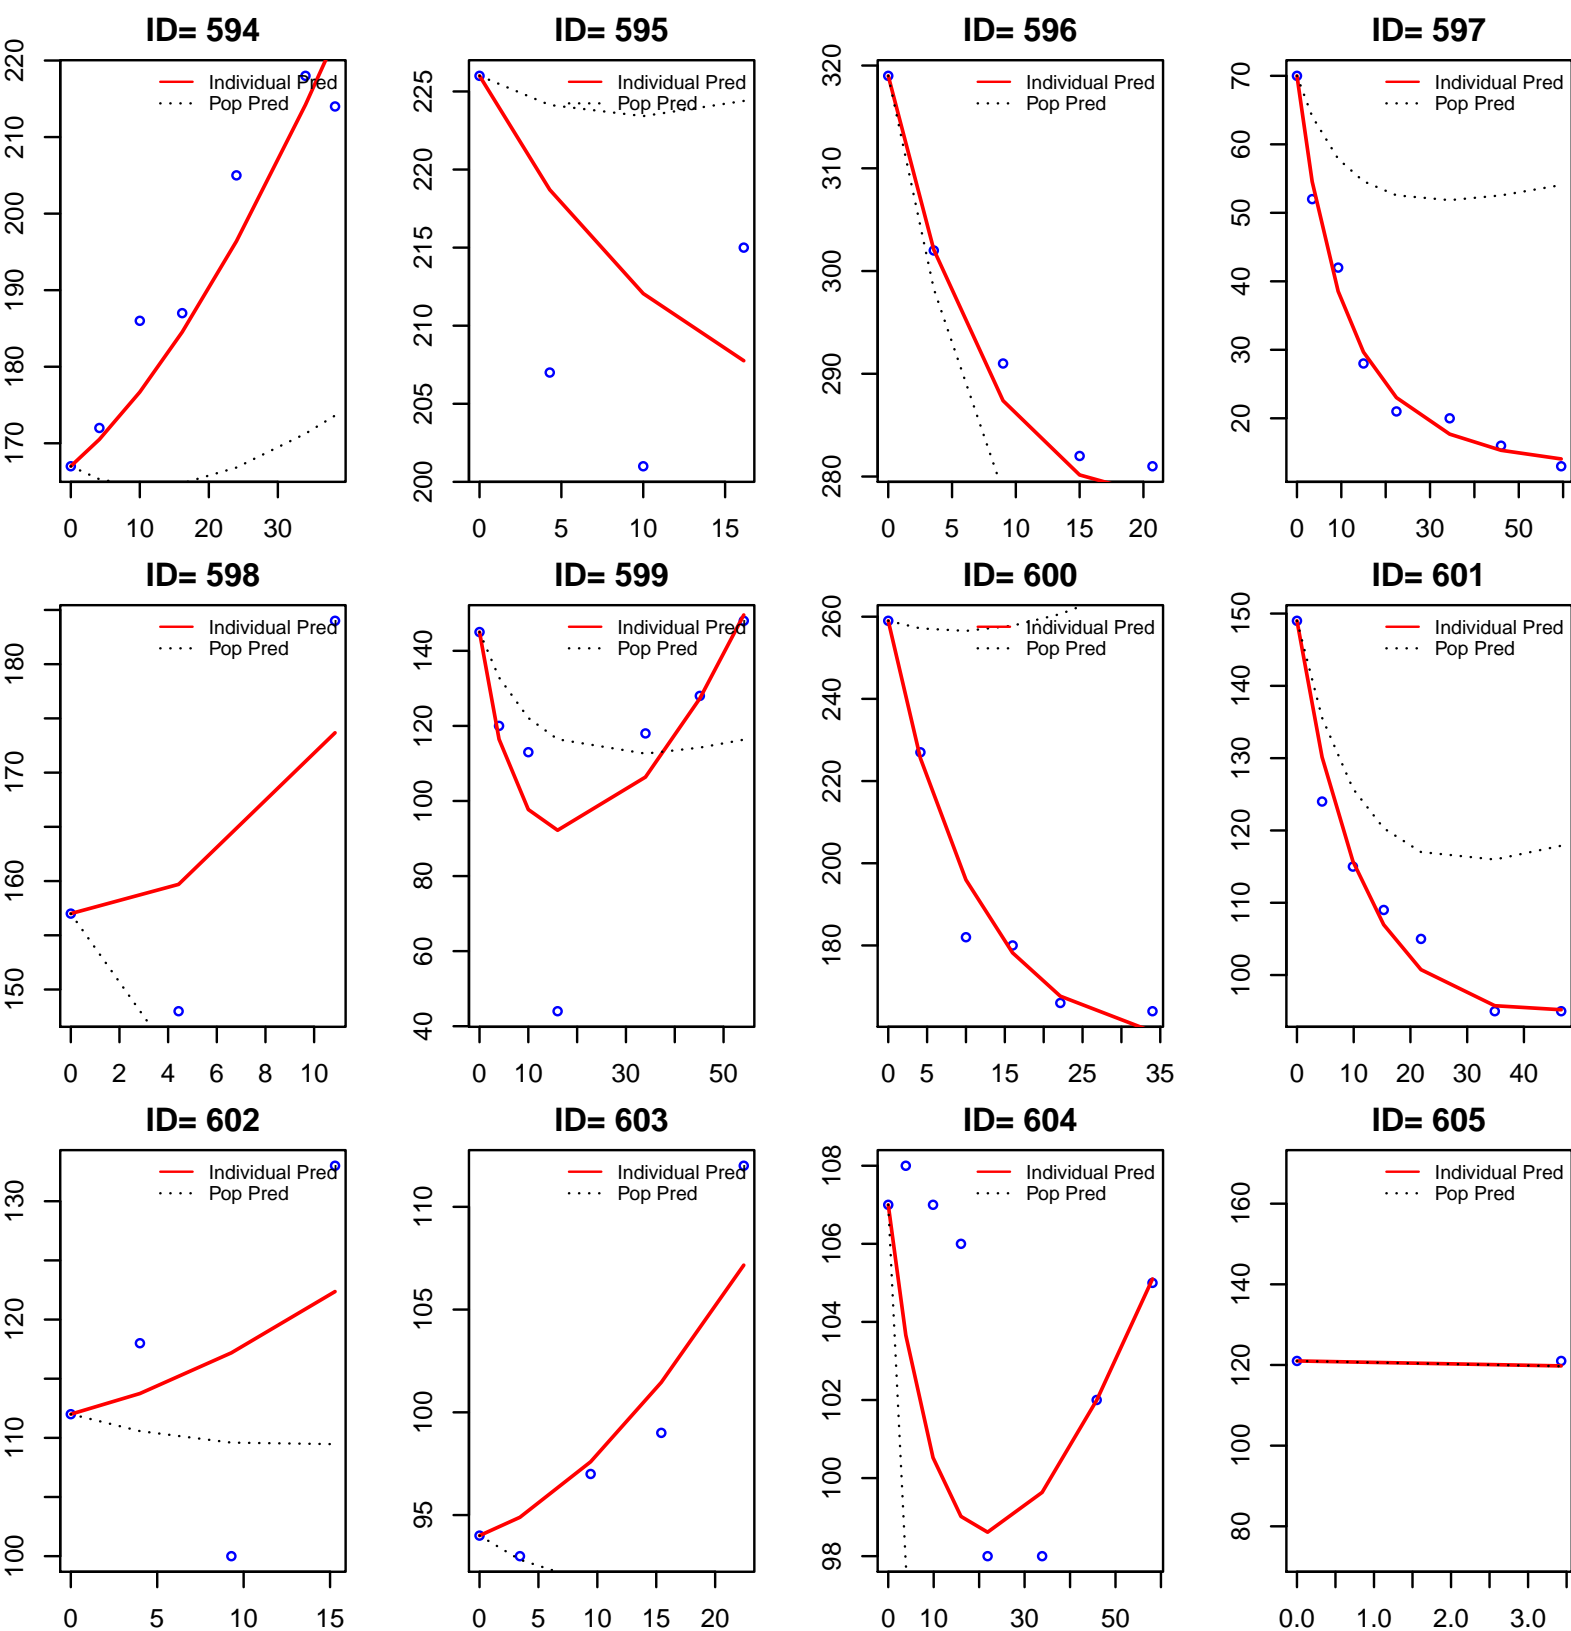 ID= 594 ID= 595 ID= 596 ID= 597
Individual Pred Individual Pred Individual Pred Individual Pred
Pop Pred Pop Pred Pop Pred Pop Pred
170 180 190 200 210 220
200 205 210 215 220 225
280 290 300 310 320
20 30 40 50 60 70
0 10 20 30 0 5 10 15 0 5 10 15 20 0 10 30 50
ID= 598 ID= 599 ID= 600 ID= 601
Individual Pred Individual Pred Individual Pred Individual Pred
Pop Pred Pop Pred Pop Pred Pop Pred
150 160 170 180
40 60 80 100 120 140
180 200 220 240 260
100 110 120 130 140 150
0 2 4 6 8 10 0 10 30 50 0 5 15 25 35 0 10 20 30 40
ID= 602 ID= 603 ID= 604 ID= 605
Individual Pred Individual Pred Individual Pred Individual Pred
Pop Pred Pop Pred Pop Pred Pop Pred
100 110 120 130
95 100 105 110
98 100 102 104 106 108
80 100 120 140 160
0 5 10 15 0 5 10 15 20 0 10 30 50 0.0 1.0 2.0 3.0